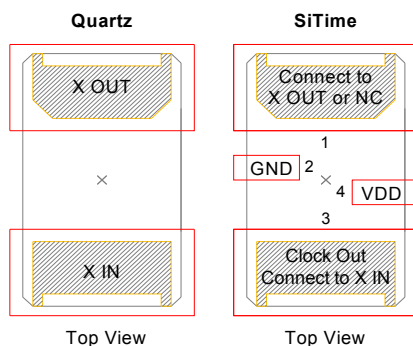 Quartz
SiTime
X OUT
Connect to
X OUT or NC
1
GND
2
4
VDD
3
X IN
Clock Out
Connect to X IN
Top View
Top View